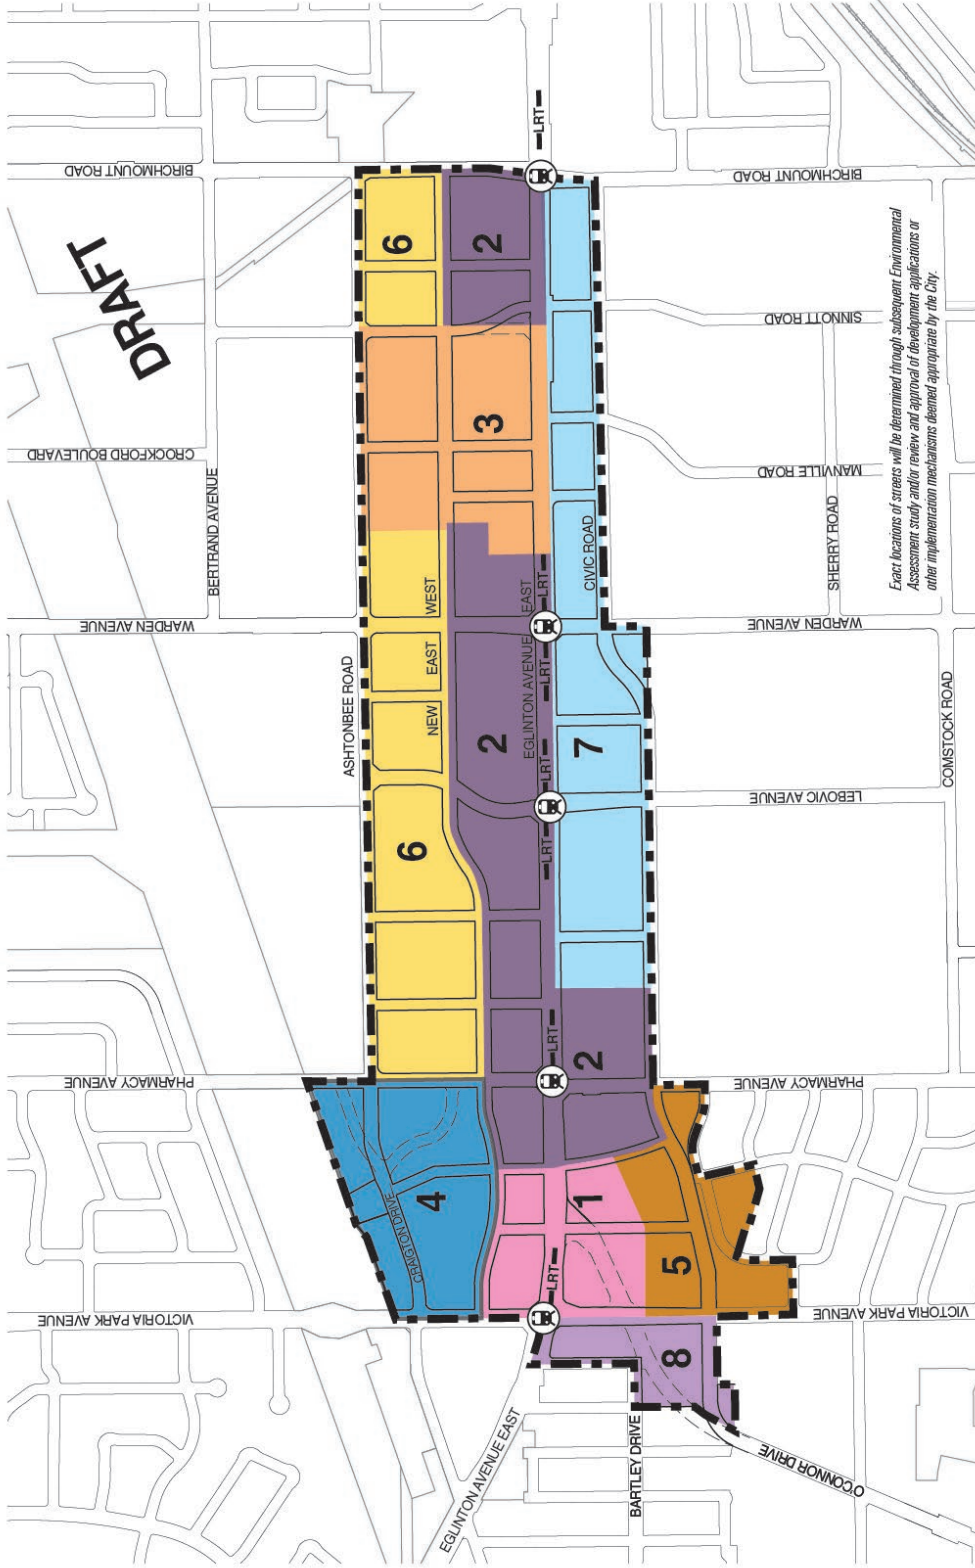 DRAFT
BIRCHMOUNT ROAD
BIRCHMOUNT ROAD
LRT
6
2
SINNOTT ROAD
3
CROCKFORD BOULEVARD
MANVILLE ROAD
BERTRAND AVENUE
SHERRY ROAD
CIVIC ROAD
WARDEN AVENUE
WARDEN AVENUE
NEW EAST WEST
EGLINTON AVENUE EAST
LRT
LRT
ASHTONBEE ROAD
2
7
LRT
LRT
LEBOVIC AVENUE
COMSTOCK ROAD
6
PHARMACY AVENUE
PHARMACY AVENUE
LRT
2
4
CRAIGTON DRIVE
1
LRT
5
VICTORIA PARK AVENUE
VICTORIA PARK AVENUE
8
EGLINTON AVENUE EAST
BARTLEY DRIVE
O'CONNOR DRIVE
Exact locations of streets will be determined through subsequent Environmental
Assessment study and/or review and approval of development applications or
other implementation mechanisms deemed appropriate by the City.